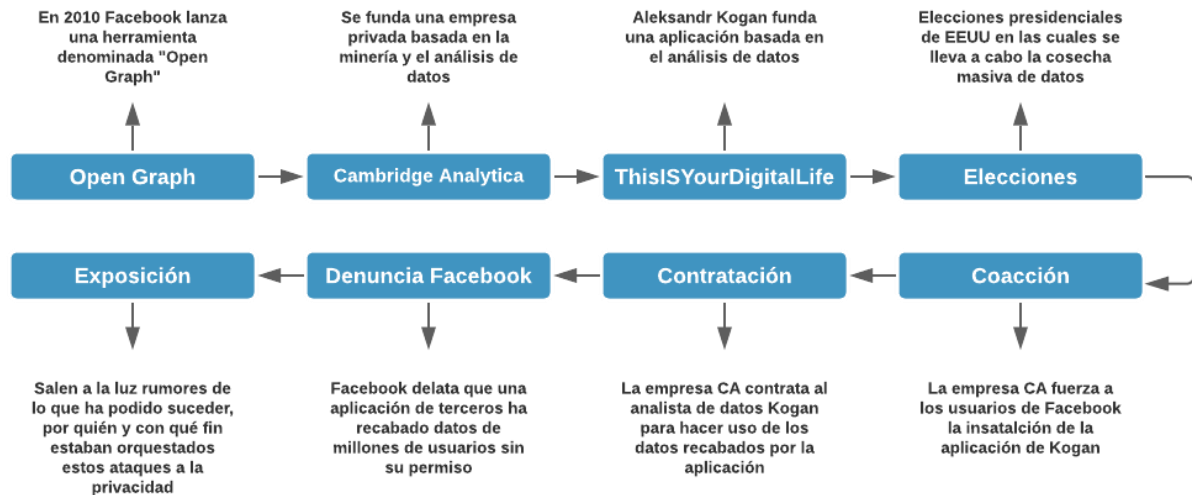 En 2010 Facebook lanza
una herramienta
denominada "Open
Graph"
Se funda una empresa
privada basada en la
minería y el análisis de
datos
Aleksandr Kogan funda
una aplicación basada en
el análisis de datos
Elecciones presidenciales
de EEUU en las cuales se
lleva a cabo la cosecha
masiva de datos
Open Graph
Cambridge Analytica
ThisISYourDigitalLife
Elecciones
Exposición
Denuncia Facebook
Contratación
Coacción
Salen a la luz rumores de
lo que ha podido suceder,
por quién y con qué fin
estaban orquestados
estos ataques a la
privacidad
Facebook delata que una
aplicación de terceros ha
recabado datos de
millones de usuarios sin
su permiso
La empresa CA contrata al
analista de datos Kogan
para hacer uso de los
datos recabados por la
aplicación
La empresa CA fuerza a
los usuarios de Facebook
la insatalción de la
aplicación de Kogan